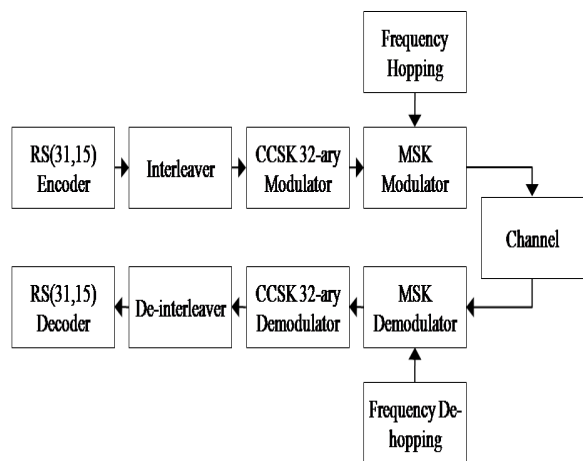 Frequency
Hopping
RS(31,15)
Encoder
Interleaver
CCSK 32-ary
Modulator
MSK
Modulator
Channel
RS(31,15)
Decoder
De-interleaver
CCSK 32-ary
Demodulator
MSK
Demodulator
Frequency De-
hopping